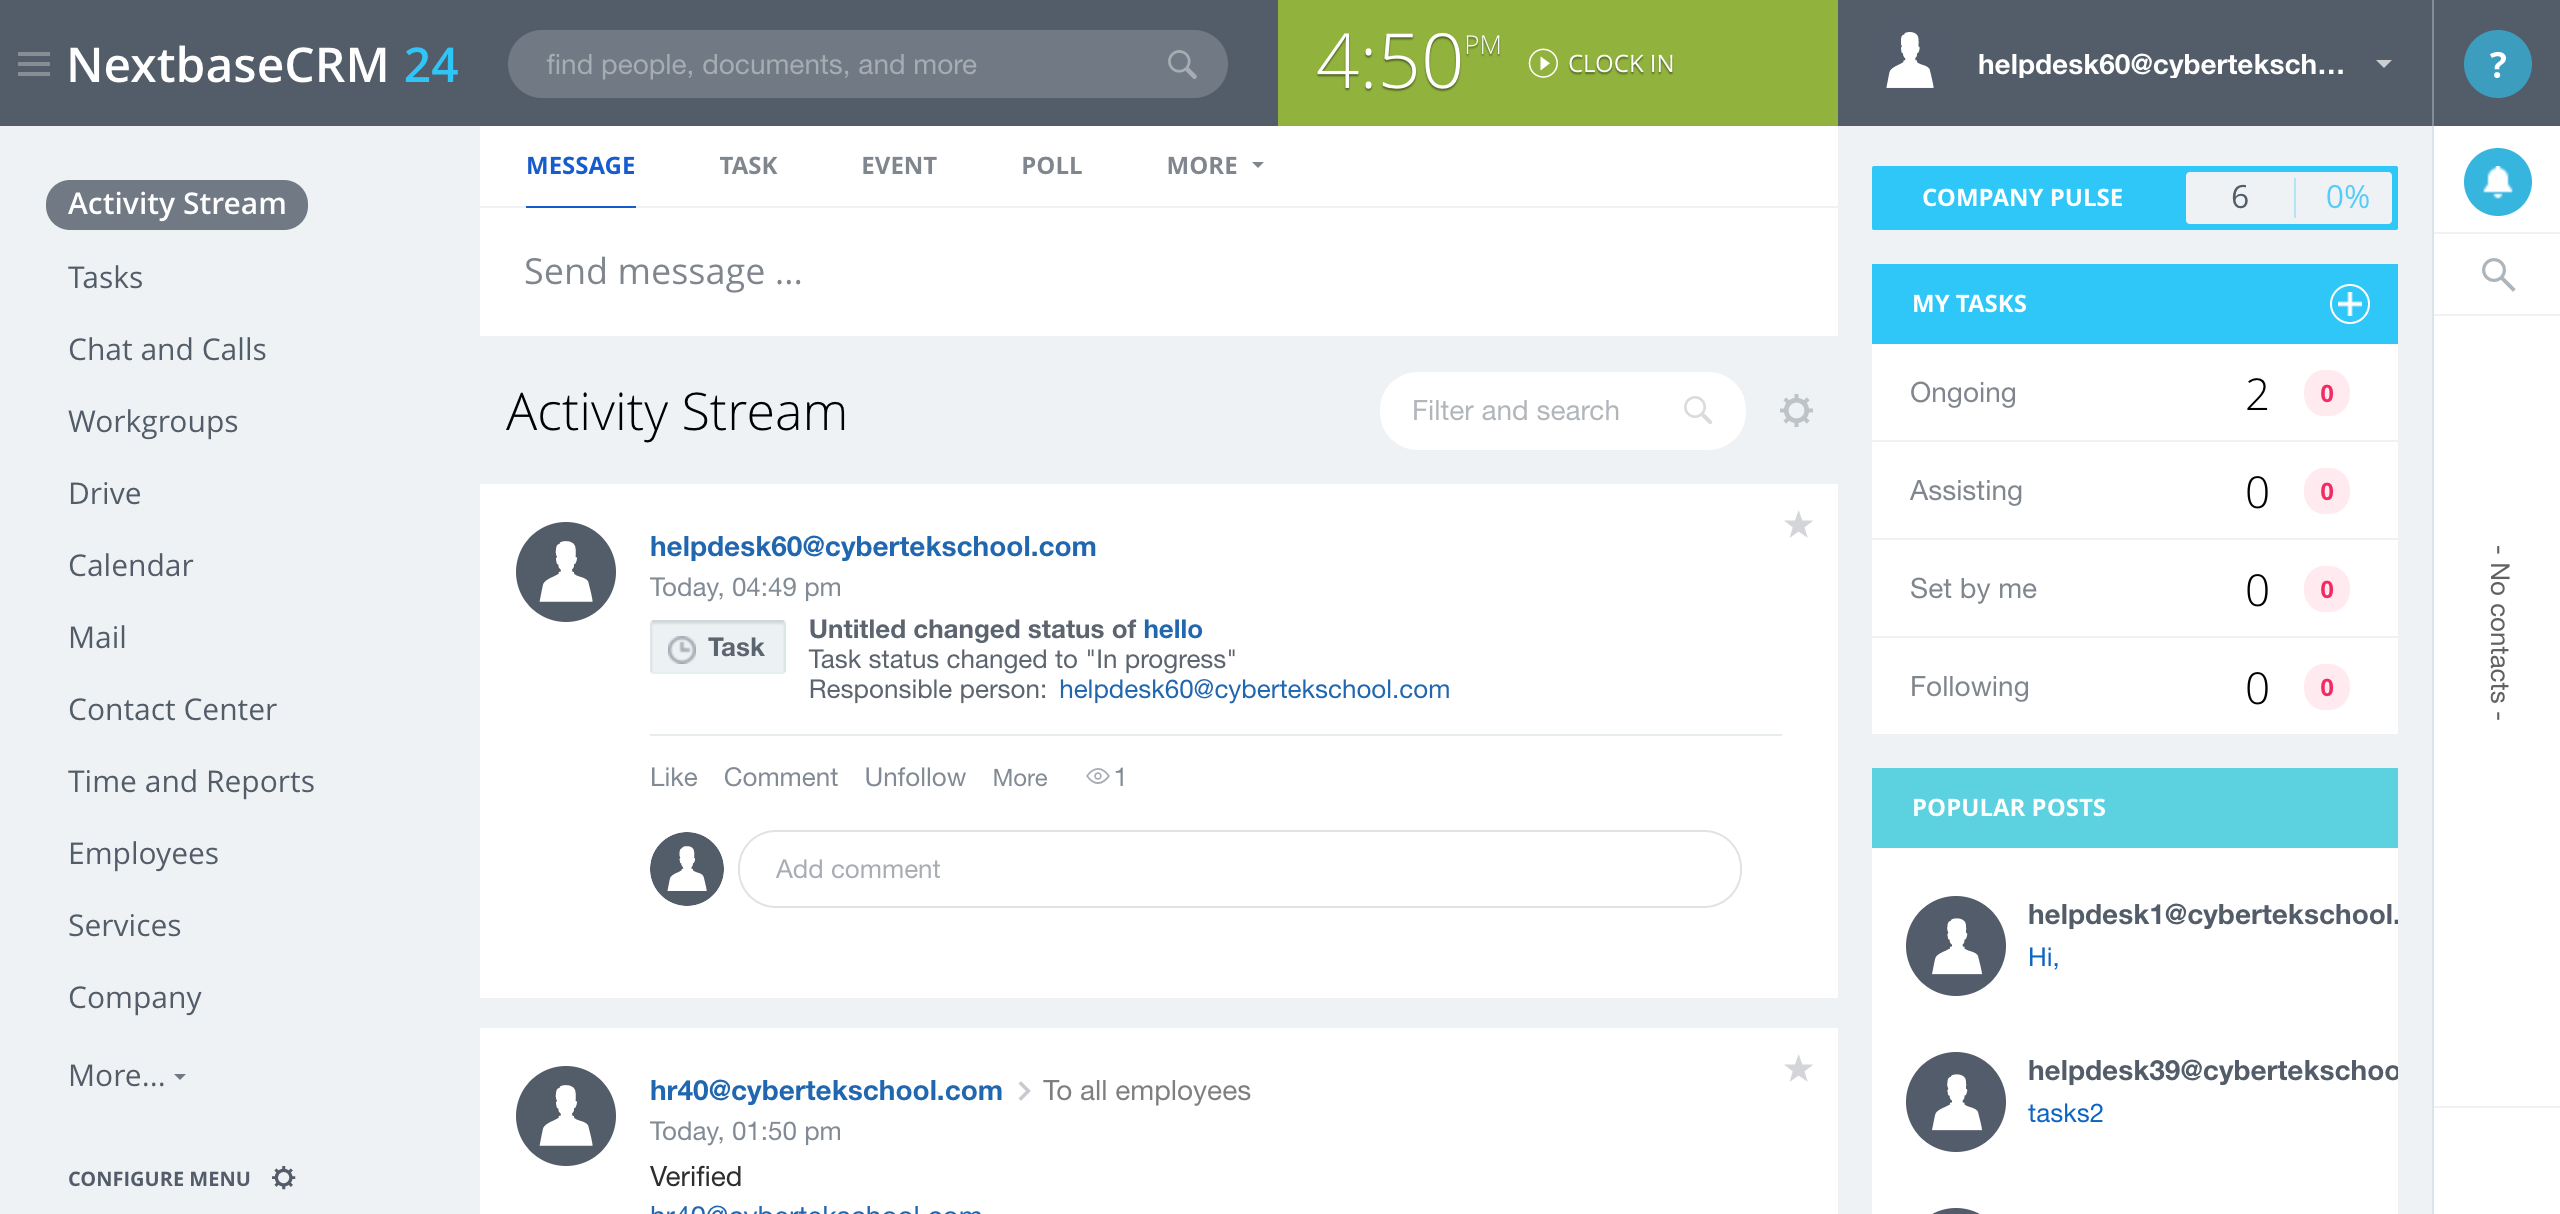 NextbaseCRM 24
find people, documents, and more
4:50 PM
CLOCK IN
helpdesk60@cyberteksch...
?
Activity Stream
Tasks
Chat and Calls
Workgroups
Drive
Calendar
Mail
Contact Center
Time and Reports
Employees
Services
Company
More...
CONFIGURE MENU
MESSAGE TASK EVENT POLL MORE
Send message ...
Activity Stream
Filter and search
helpdesk60@cybertekschool.com
Today, 04:49 pm
Task
Untitled changed status of hello
Task status changed to "In progress"
Responsible person: helpdesk60@cybertekschool.com
Like Comment Unfollow More 1
Add comment
hr40@cybertekschool.com To all employees
Today, 01:50 pm
Verified
hr40@cybertekschool.com
COMPANY PULSE 6 0%
MY TASKS
Ongoing 2 0
Assisting 0 0
Set by me 0 0
Following 0 0
POPULAR POSTS
helpdesk1@cybertekschool.
Hi,
helpdesk39@cybertekschoo
tasks2
- No contacts -